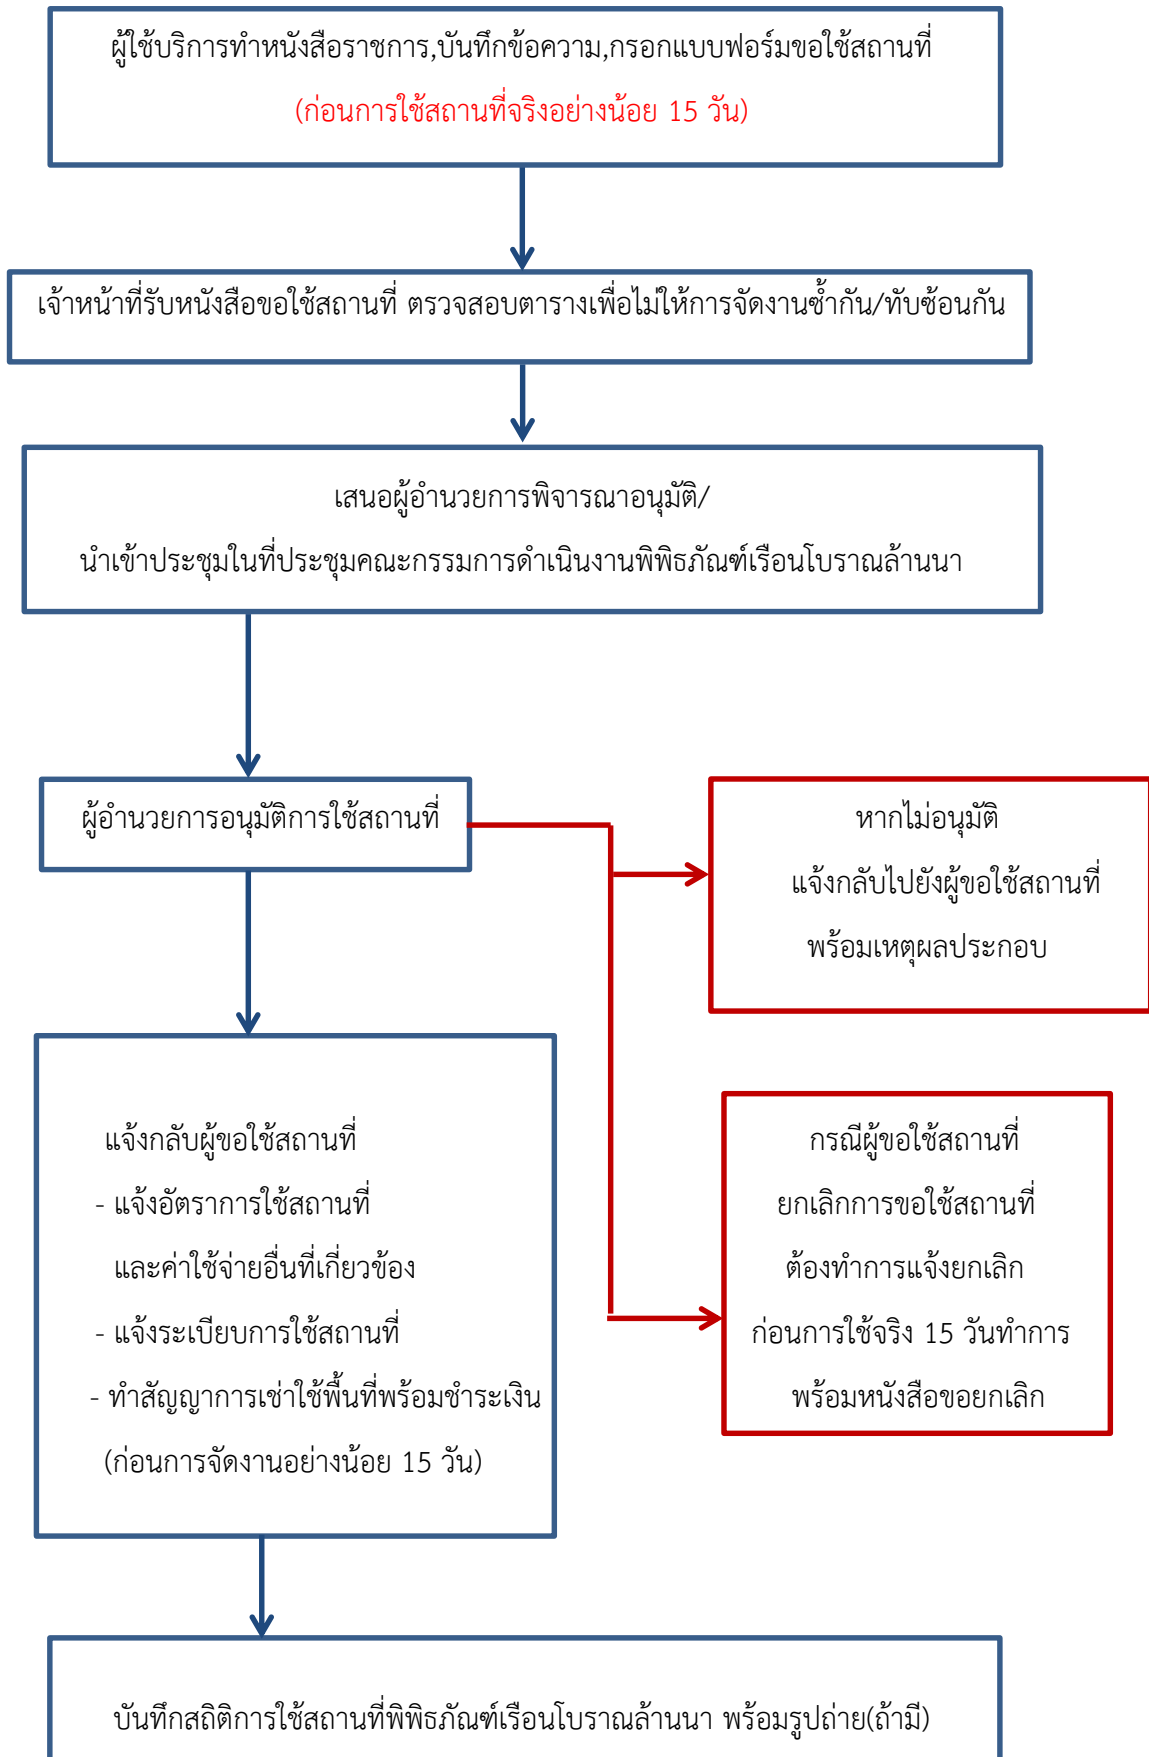 ผู้ใช้บริการทำหนังสือราชการ,บันทึกข้อความ,กรอกแบบฟอร์มขอใช้สถานที่
(ก่อนการใช้สถานที่จริงอย่างน้อย 15 วัน)
เจ้าหน้าที่รับหนังสือขอใช้สถานที่ ตรวจสอบตารางเพื่อไม่ให้การจัดงานซ้ำกัน/ทับซ้อนกัน
เสนอผู้อำนวยการพิจารณาอนุมัติ/
นำเข้าประชุมในที่ประชุมคณะกรรมการดำเนินงานพิพิธภัณฑ์เรือนโบราณล้านนา
ผู้อำนวยการอนุมัติการใช้สถานที่
หากไม่อนุมัติ
แจ้งกลับไปยังผู้ขอใช้สถานที่
พร้อมเหตุผลประกอบ
แจ้งกลับผู้ขอใช้สถานที่
- แจ้งอัตราการใช้สถานที่
และค่าใช้จ่ายอื่นที่เกี่ยวข้อง
- แจ้งระเบียบการใช้สถานที่
- ทำสัญญาการเช่าใช้พื้นที่พร้อมชำระเงิน
(ก่อนการจัดงานอย่างน้อย 15 วัน)
กรณีผู้ขอใช้สถานที่
ยกเลิกการขอใช้สถานที่
ต้องทำการแจ้งยกเลิก
ก่อนการใช้จริง 15 วันทำการ
พร้อมหนังสือขอยกเลิก
บันทึกสถิติการใช้สถานที่พิพิธภัณฑ์เรือนโบราณล้านนา พร้อมรูปถ่าย(ถ้ามี)